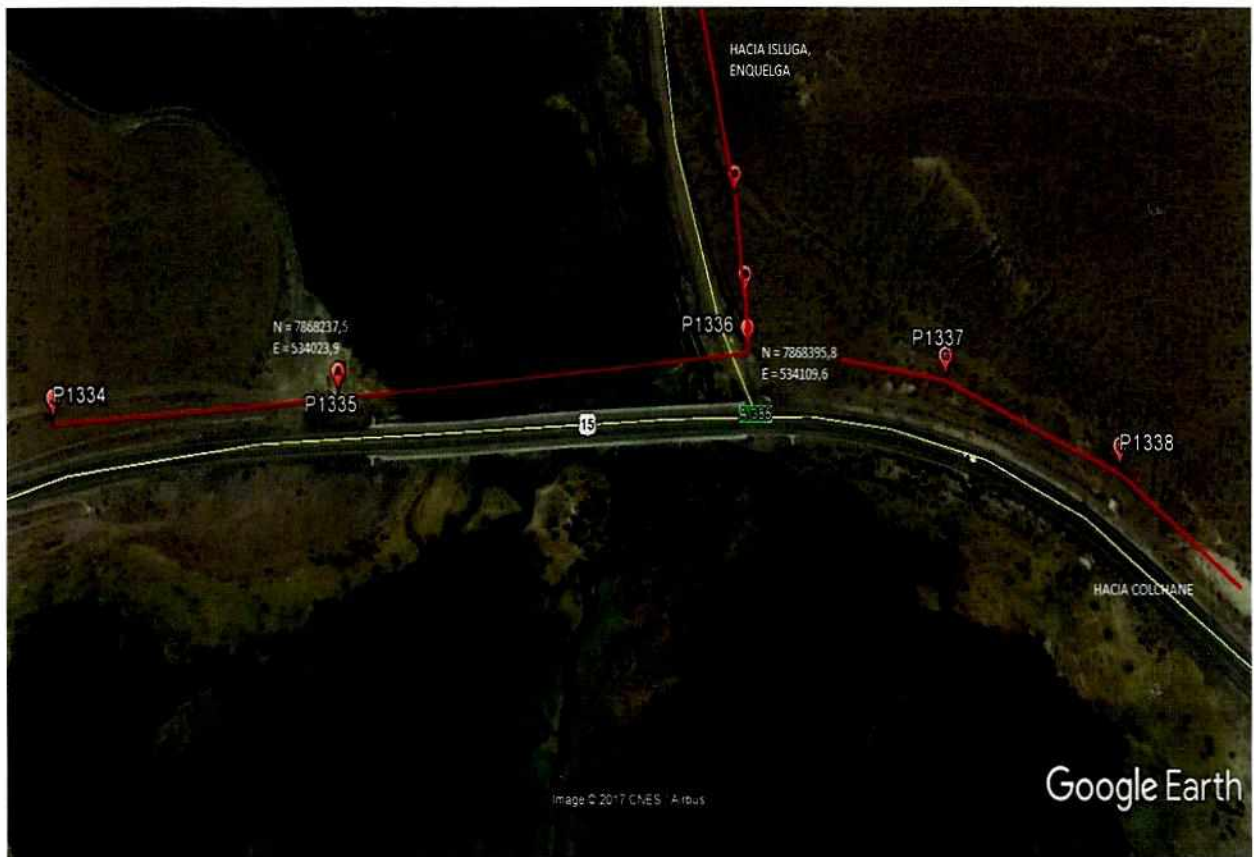 HACIA ISLUGA,
ENQUELGA
P1336
N = 7868237,5
E = 534023,9
P1337
N = 7868395,8
E = 534109,6
P1334
P1335
15
P1338
HACIA COLCHANE
Image © 2017 CNES / Airbus
Google Earth